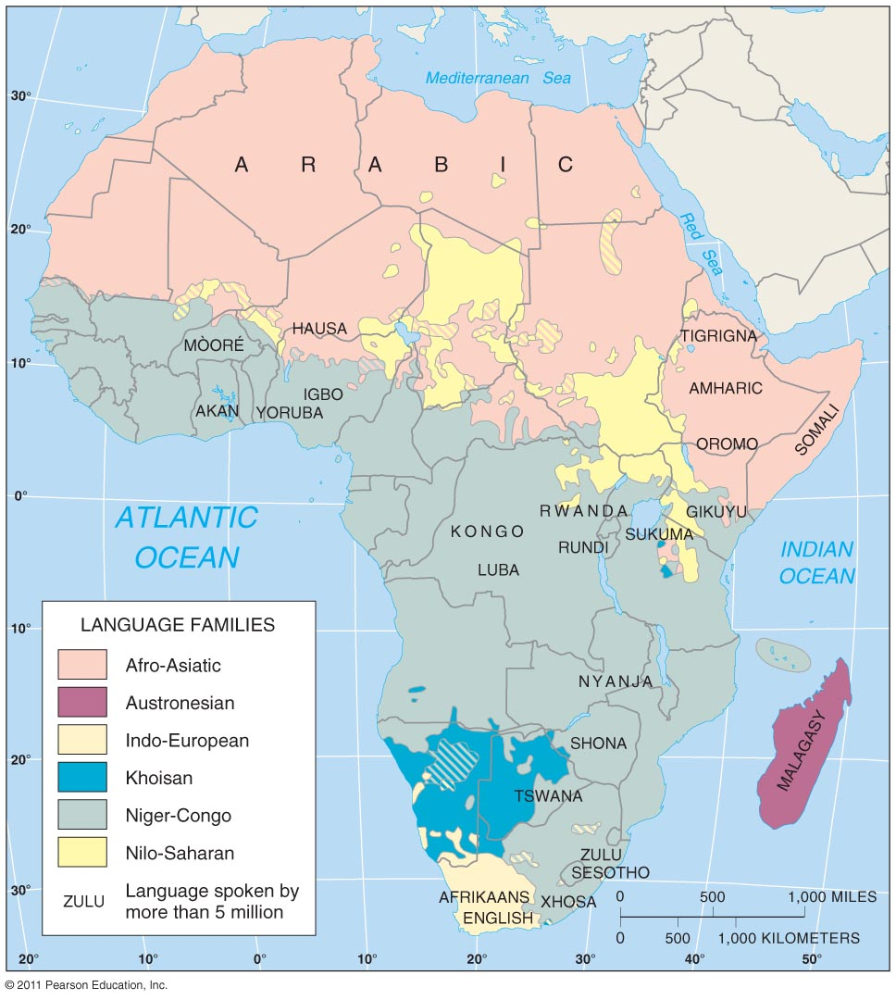 Mediterranean Sea
30°
ARABIC
20°
Red Sea
HAUSA
MÒORÉ
TIGRIGNA
10°
IGBO
AMHARIC
AKAN
YORUBA
OROMO
SOMALI
0°
ATLANTIC
OCEAN
RWANDA
GIKUYU
KONGO
SUKUMA
RUNDI
INDIAN
OCEAN
LUBA
LANGUAGE FAMILIES
10°
Afro-Asiatic
Austronesian
Indo-European
Khoisan
Niger-Congo
Nilo-Saharan
ZULU
Language spoken by
more than 5 million
NYANJA
SHONA
MALAGASY
20°
TSWANA
ZULU
SESOTHO
30°
AFRIKAANS
ENGLISH
XHOSA
0 500 1,000 MILES
0 500 1,000 KILOMETERS
20° 10° 0° 10° 20° 30° 40° 50°
© 2011 Pearson Education, Inc.